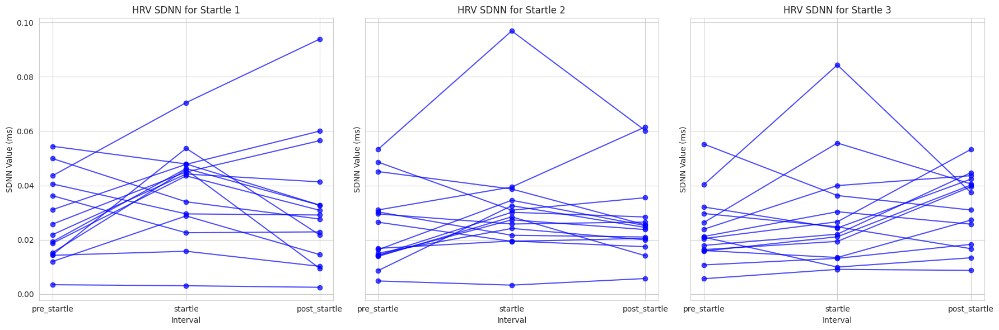 HRV SDNN for Startle 1
HRV SDNN for Startle 2
HRV SDNN for Startle 3
0.10
0.08
0.06
0.04
0.02
0.00
SDNN Value (ms)
SDNN Value (ms)
SDNN Value (ms)
pre_startle
startle
post_startle
pre_startle
startle
post_startle
pre_startle
startle
post_startle
Interval
Interval
Interval